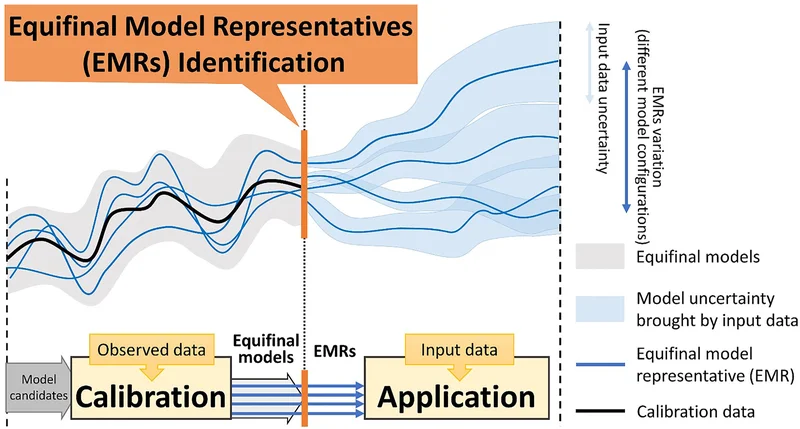 Equifinal Model Representatives
(EMRs) Identification
Input data uncertainty
EMRs variation
(different model configurations)
Equifinal models
Model uncertainty
brought by input data
Equifinal model
representative (EMR)
Calibration data
Model
candidates
Observed data
Calibration
Equifinal
models
EMRs
Input data
Application